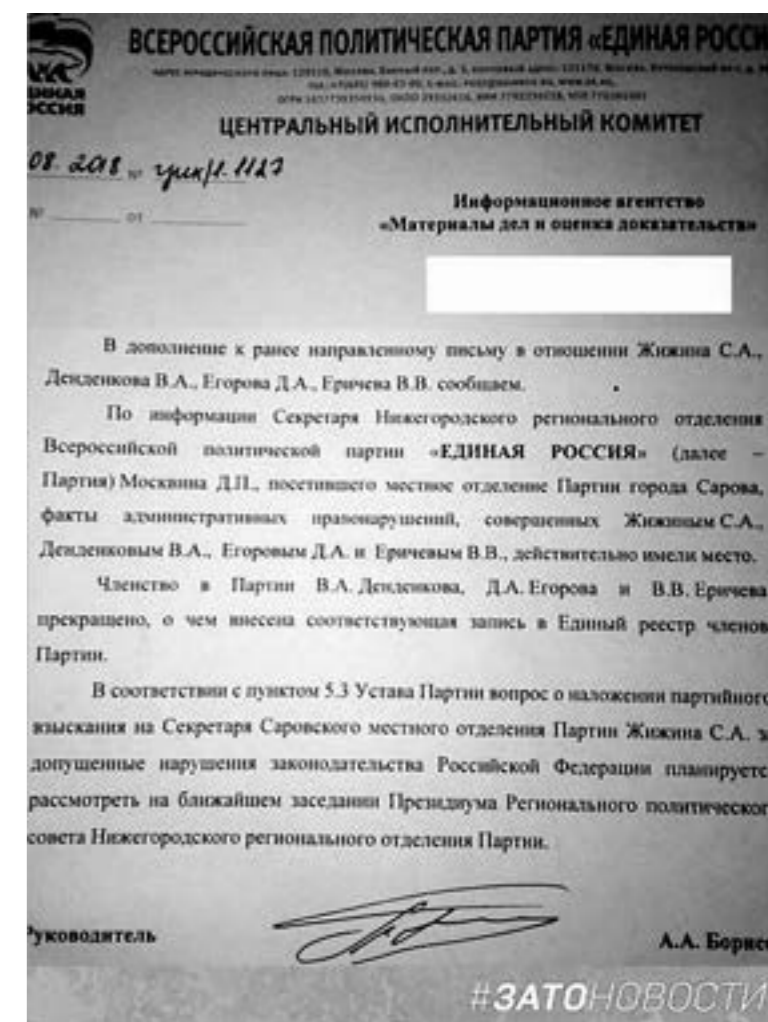 ВСЕРОССИЙСКАЯ ПОЛИТИЧЕСКАЯ ПАРТИЯ «ЕДИНАЯ РОССИ
ЦЕНТРАЛЬНЫЙ ИСПОЛНИТЕЛЬНЫЙ КОМИТЕТ
ДИНАЯ
РОССИЯ
08. 2018 №
№ от
Информационное агентство
«Материалы дел и оценка доказательств»
В дополнение к ранее направленному письму в отношении Жижина С.А.,
Денденкова В.А., Егорова Д.А., Еричева В.В. сообщаем.
По информации Секретаря Нижегородского регионального отделения
Всероссийской политической партии «ЕДИНАЯ РОССИЯ» (далее –
Партия) Москвина Д.П., посетившего местное отделение Партии города Сарова,
факты административных правонарушений, совершенных Жижиным С.А.,
Денденковым В.А., Егоровым Д.А. и Еричевым В.В., действительно имели место.
Членство в Партии В.А. Денденкова, Д.А. Егорова и В.В. Еричева
прекращено, о чем внесена соответствующая запись в Единый реестр членов
Партии.
В соответствии с пунктом 5.3 Устава Партии вопрос о наложении партийного
взыскания на Секретаря Саровского местного отделения Партии Жижина С.А. з
допущенные нарушения законодательства Российской Федерации планируетс
рассмотреть на ближайшем заседании Президиума Регионального политическог
совета Нижегородского регионального отделения Партии.
Руководитель А.А. Борис
#ЗАТОНОВОСТИ